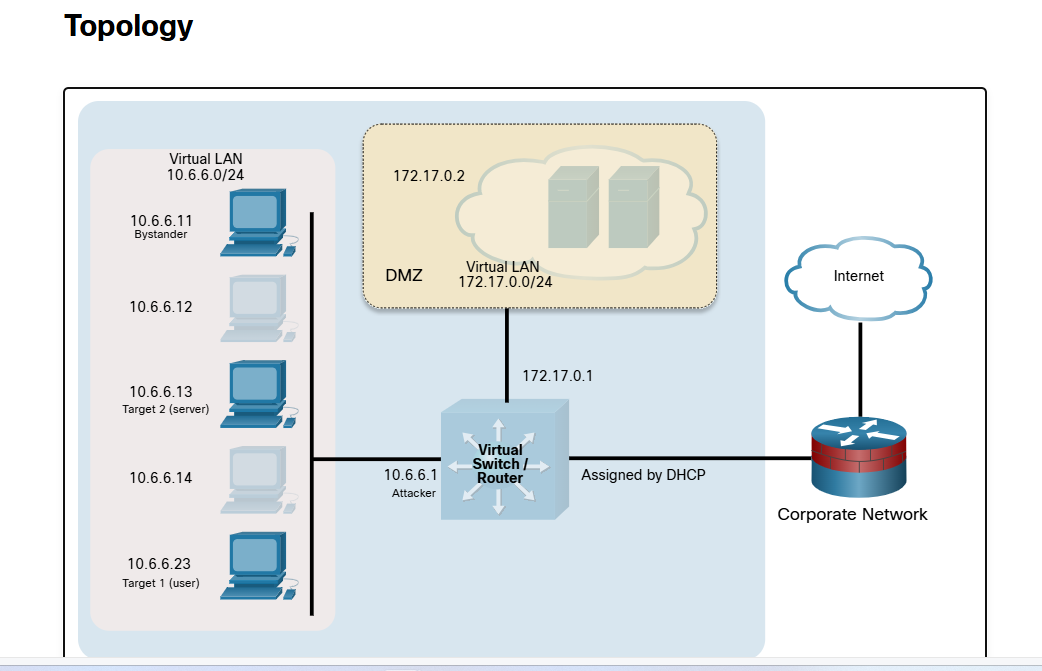 Topology
Virtual LAN
10.6.6.0/24
10.6.6.11
Bystander
10.6.6.12
10.6.6.13
Target 2 (server)
10.6.6.14
10.6.6.23
Target 1 (user)
172.17.0.2
DMZ
Virtual LAN
172.17.0.0/24
172.17.0.1
10.6.6.1
Attacker
Virtual
Switch /
Router
Assigned by DHCP
Internet
Corporate Network